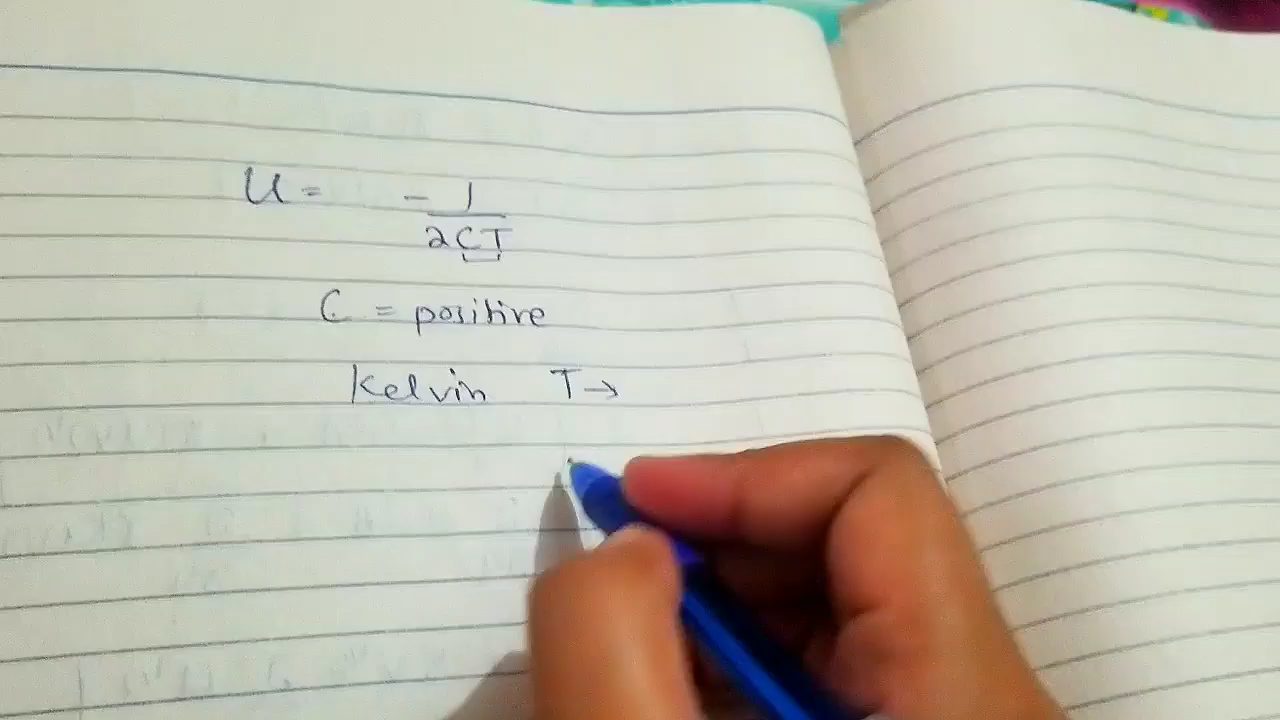 U = - 1
2CT
C = positive
Kelvin T→